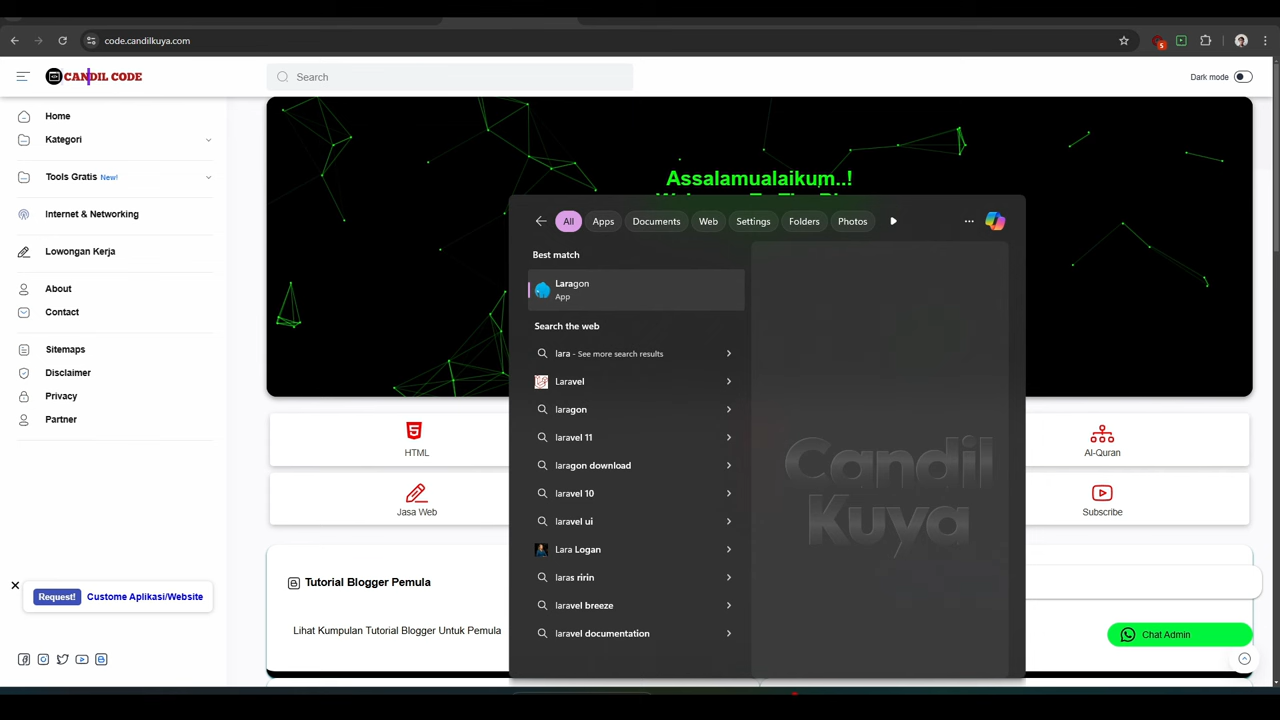 code.candilkuya.com
5
CANDIL CODE
Search
Dark mode
Home
Kategori
Tools Gratis New!
Internet & Networking
Lowongan Kerja
About
Contact
Sitemaps
Disclaimer
Privacy
Partner
Request! Custome Aplikasi/Website
Assalamualaikum..!
All Apps Documents Web Settings Folders Photos
Best match
Laragon
App
Search the web
lara - See more search results
Laravel
laragon
laravel 11
laragon download
laravel 10
laravel ui
Lara Logan
laras ririn
laravel breeze
laravel documentation
Candil
Kuya
HTML
Al-Quran
Jasa Web
Subscribe
Tutorial Blogger Pemula
Lihat Kumpulan Tutorial Blogger Untuk Pemula
Chat Admin